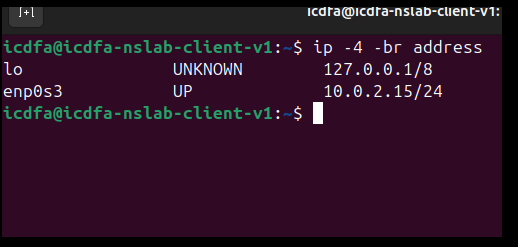 icdfa@icdfa-nslab-client-v1:
icdfa@icdfa-nslab-client-v1:~$ ip -4 -br address
lo UNKNOWN 127.0.0.1/8
enp0s3 UP 10.0.2.15/24
icdfa@icdfa-nslab-client-v1:~$